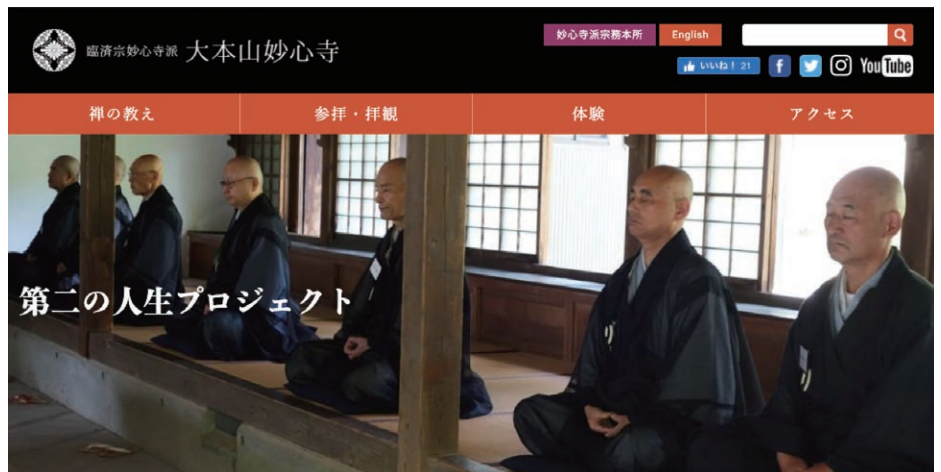 臨済宗妙心寺派 大本山妙心寺
妙心寺派宗務本所
English
いいね！ 21
f
YouTube
禅の教え
参拝・拝観
体験
アクセス
第二の人生プロジェクト